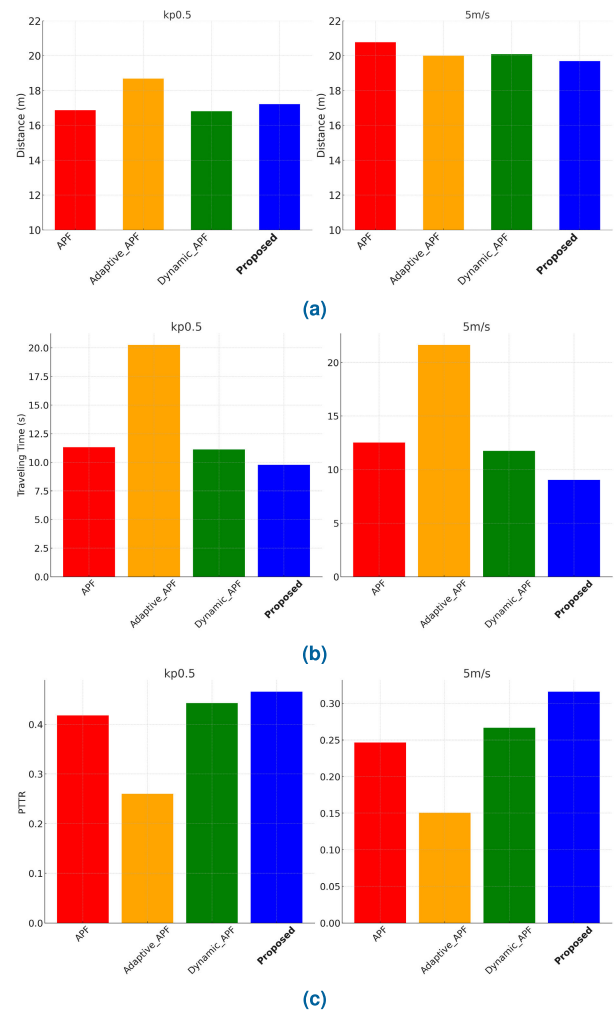 kp0.5
5m/s
Distance (m)
22
20
18
16
14
12
10
APF
Adaptive_APF
Dynamic_APF
Proposed
Distance (m)
22
20
18
16
14
12
10
APF
Adaptive_APF
Dynamic_APF
Proposed
(a)
kp0.5
5m/s
Traveling Time (s)
20.0
17.5
15.0
12.5
10.0
7.5
5.0
2.5
0.0
APF
Adaptive_APF
Dynamic_APF
Proposed
20
15
10
5
0
APF
Adaptive_APF
Dynamic_APF
Proposed
(b)
kp0.5
5m/s
PTTR
0.4
0.3
0.2
0.1
0.0
APF
Adaptive_APF
Dynamic_APF
Proposed
0.30
0.25
0.20
0.15
0.10
0.05
0.00
APF
Adaptive_APF
Dynamic_APF
Proposed
(c)